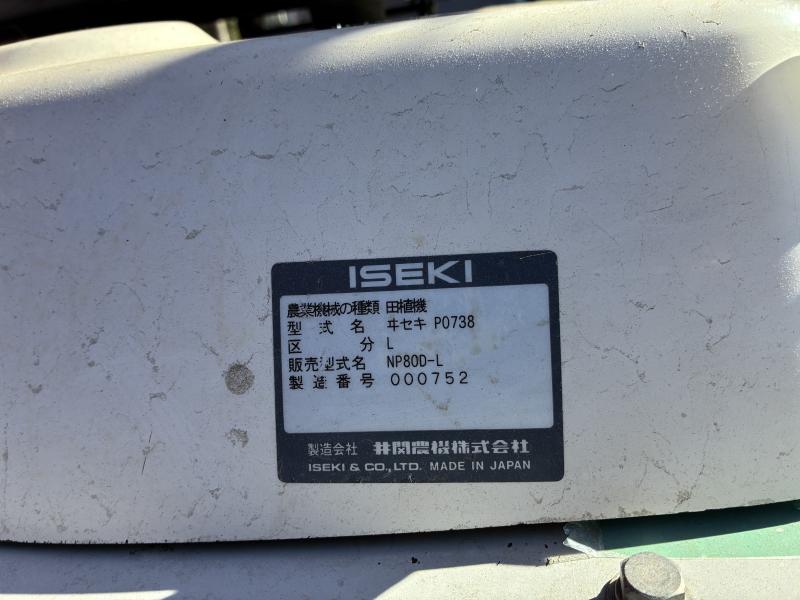 ISEKI
農業機械の種類 田植機
型式名 ヰセキ P0738
区分 L
販売型式名 NP80D-L
製造番号 000752
製造会社 井関農機株式会社
ISEKI & CO.,LTD. MADE IN JAPAN